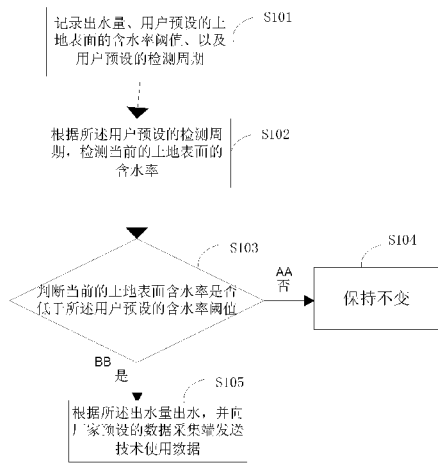 记录出水量、用户预设的土
地表面的含水率阈值、以及
用户预设的检测周期
S101
根据所述用户预设的检测周
期，检测当前的土地表面的
含水率
S102
S103
判断当前的土地表面含水率是否
低于所述用户预设的含水率阈值
AA
否
S104
保持不变
BB
是
S105
根据所述出水量出水，并向
厂家预设的数据采集端发送
技术使用数据